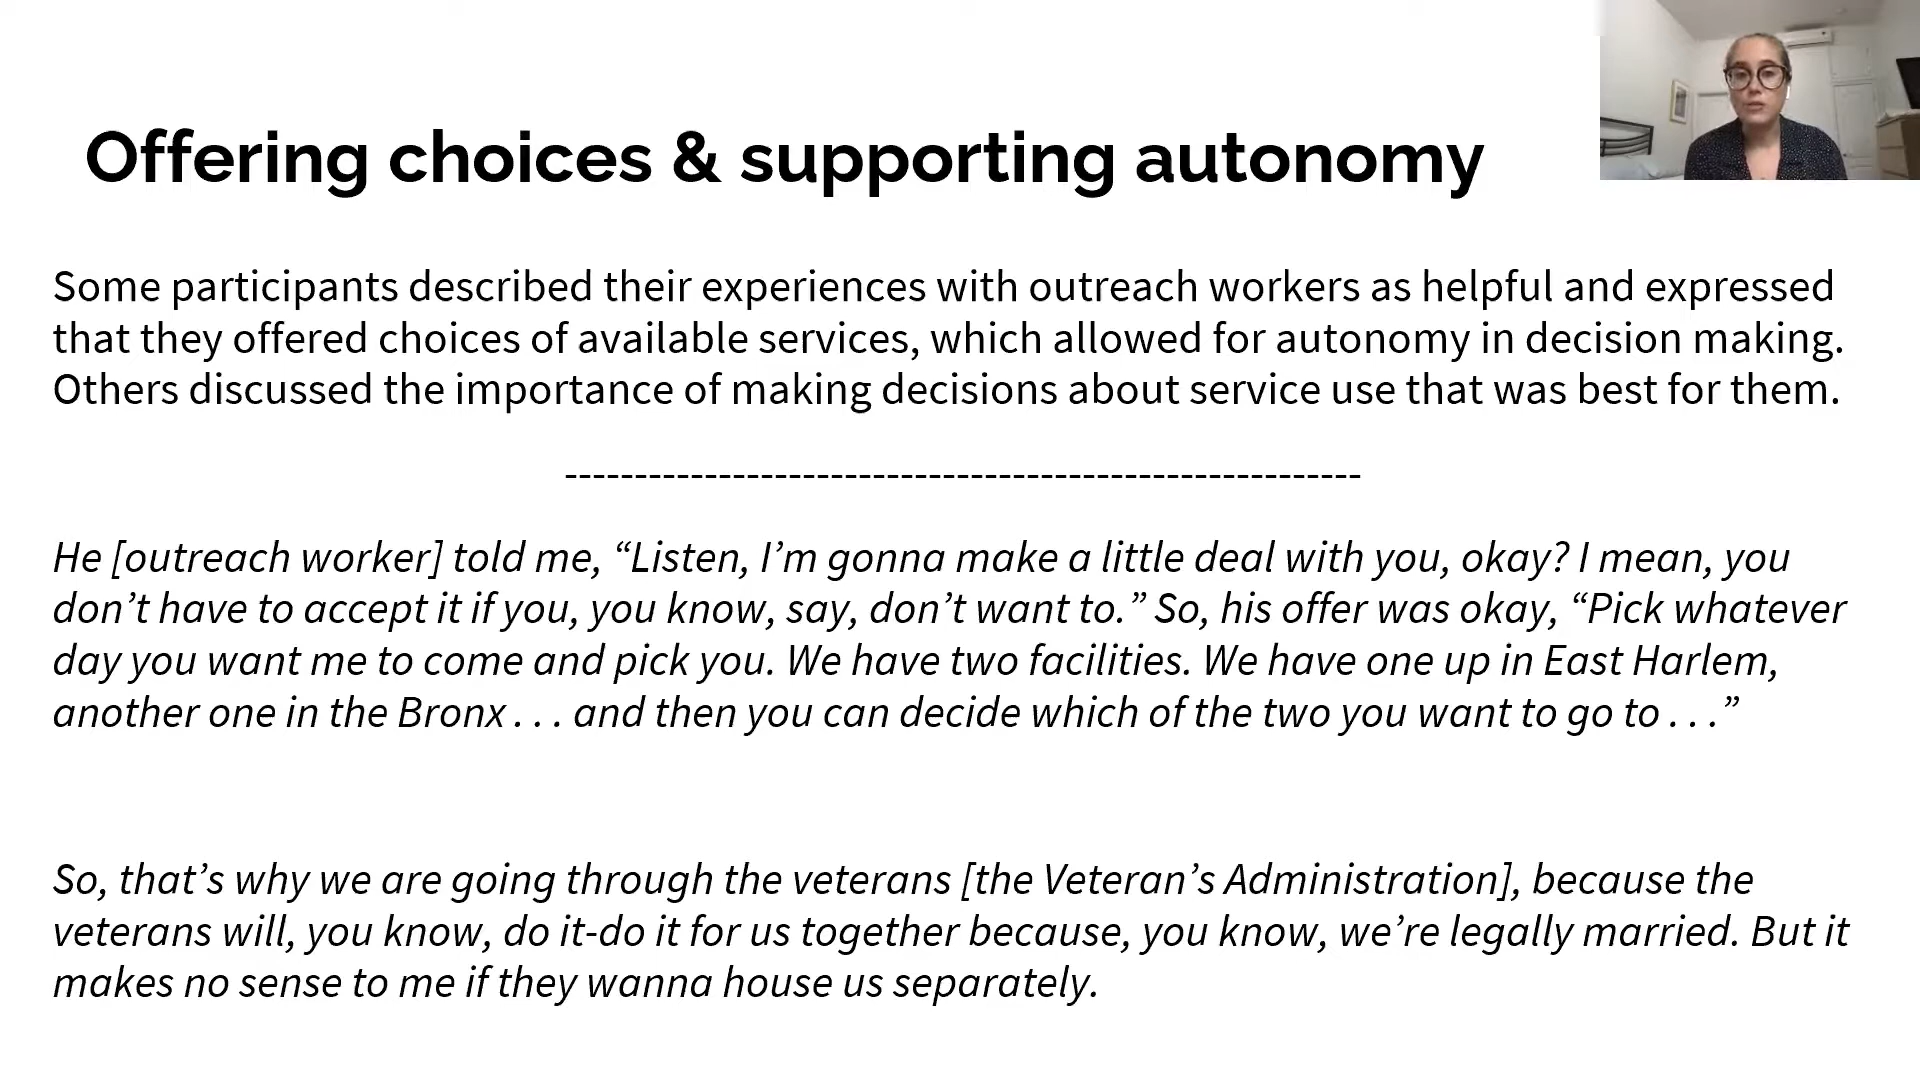 Offering choices & supporting autonomy
Some participants described their experiences with outreach workers as helpful and expressed
that they offered choices of available services, which allowed for autonomy in decision making.
Others discussed the importance of making decisions about service use that was best for them.
---------------------------------------------------------
He [outreach worker] told me, “Listen, I’m gonna make a little deal with you, okay? I mean, you
don’t have to accept it if you, you know, say, don’t want to.” So, his offer was okay, “Pick whatever
day you want me to come and pick you. We have two facilities. We have one up in East Harlem,
another one in the Bronx . . . and then you can decide which of the two you want to go to . . .”
So, that’s why we are going through the veterans [the Veteran’s Administration], because the
veterans will, you know, do it-do it for us together because, you know, we’re legally married. But it
makes no sense to me if they wanna house us separately.